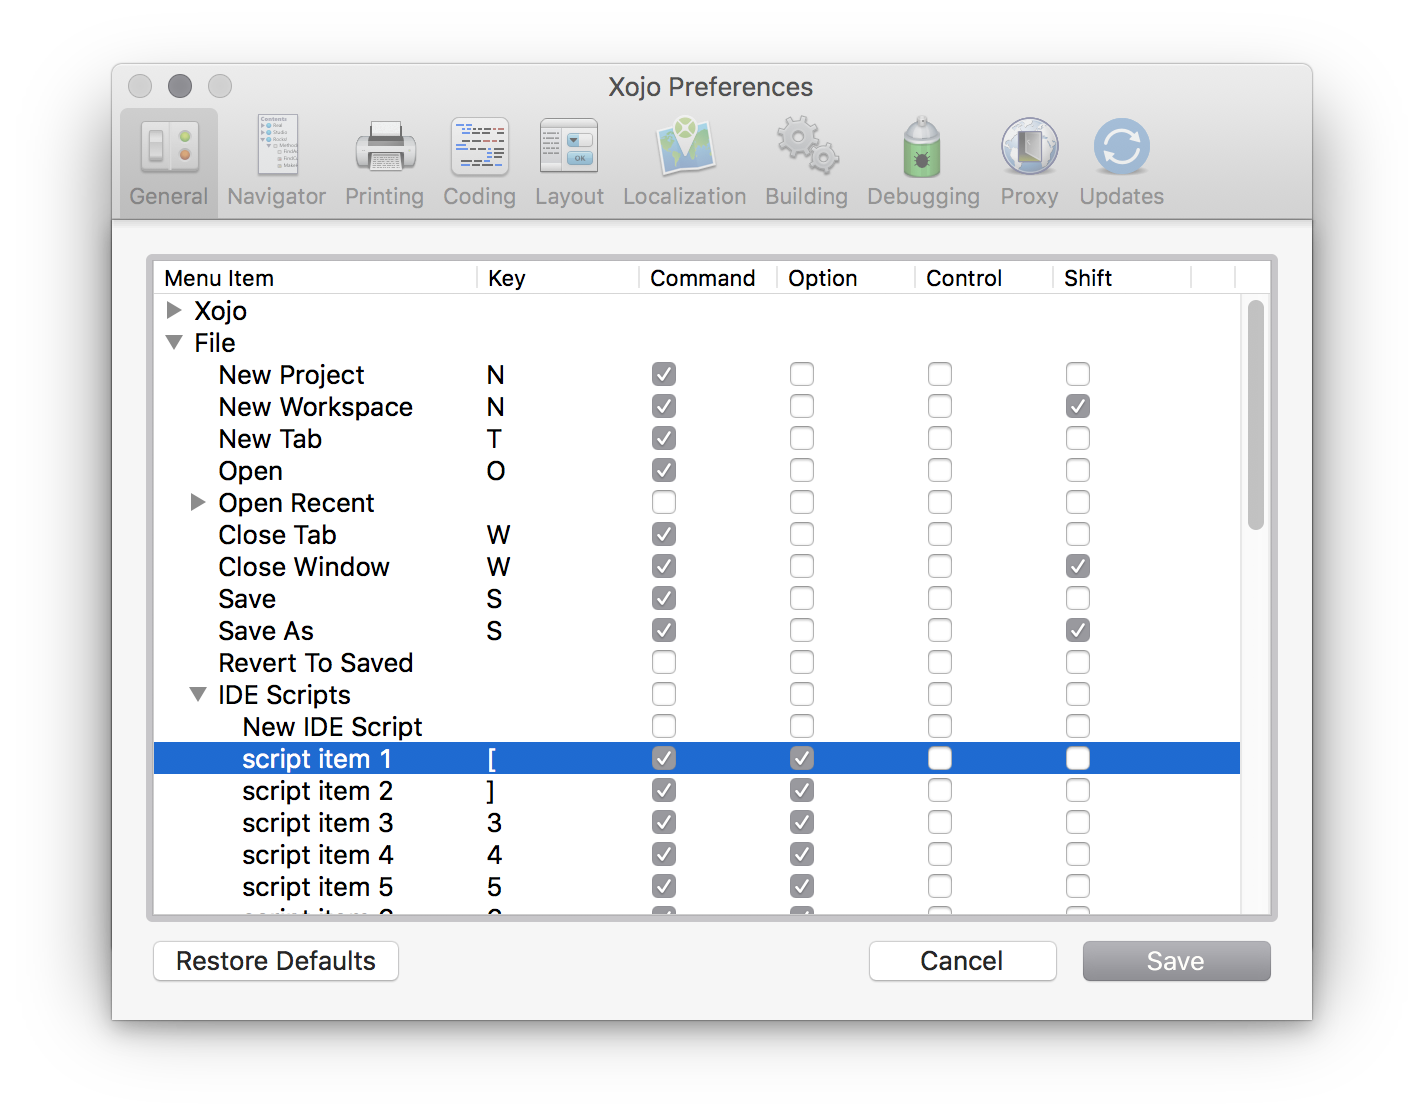 Xojo Preferences
General Navigator Printing Coding Layout Localization Building Debugging Proxy Updates
Contents
OK
Menu Item Key Command Option Control Shift
Xojo
File
New Project N
New Workspace N
New Tab T
Open O
Open Recent
Close Tab W
Close Window W
Save S
Save As S
Revert To Saved
IDE Scripts
New IDE Script
script item 1 [
script item 2 ]
script item 3 3
script item 4 4
script item 5 5
Restore Defaults Cancel Save